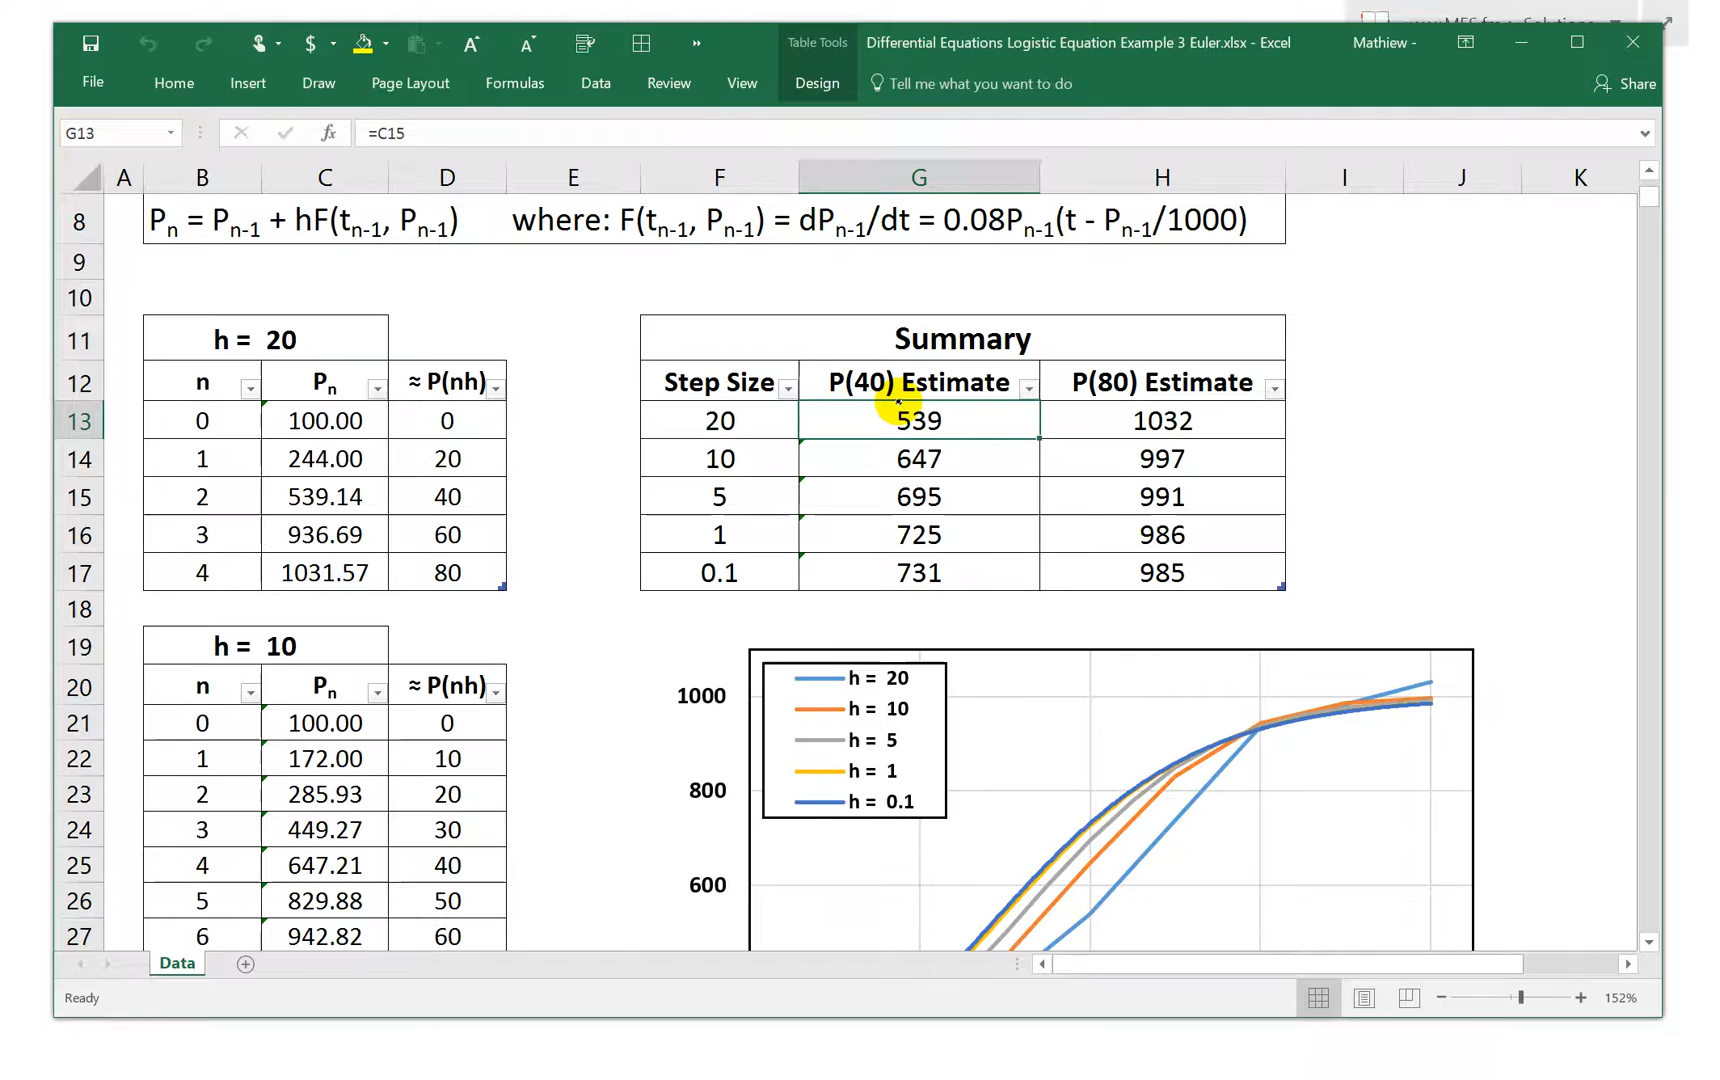 www.MES.fm
Solutions
Table Tools
Differential Equations Logistic Equation Example 3 Euler.xlsx - Excel
Mathiew -
File Home Insert Draw Page Layout Formulas Data Review View Design Tell me what you want to do Share
G13 fx =C15
A B C D E F G H I J K
8 Pn = Pn-1 + hF(tn-1, Pn-1) where: F(tn-1, Pn-1) = dPn-1/dt = 0.08Pn-1(t - Pn-1/1000)
9
10
11 h = 20 Summary
12 n Pn ≈ P(nh) Step Size P(40) Estimate P(80) Estimate
13 0 100.00 0 20 539 1032
14 1 244.00 20 10 647 997
15 2 539.14 40 5 695 991
16 3 936.69 60 1 725 986
17 4 1031.57 80 0.1 731 985
18
19 h = 10
20 n Pn ≈ P(nh)
21 0 100.00 0
22 1 172.00 10
23 2 285.93 20
24 3 449.27 30
25 4 647.21 40
26 5 829.88 50
27 6 942.82 60
1000
800
600
h = 20
h = 10
h = 5
h = 1
h = 0.1
Data
Ready
152%